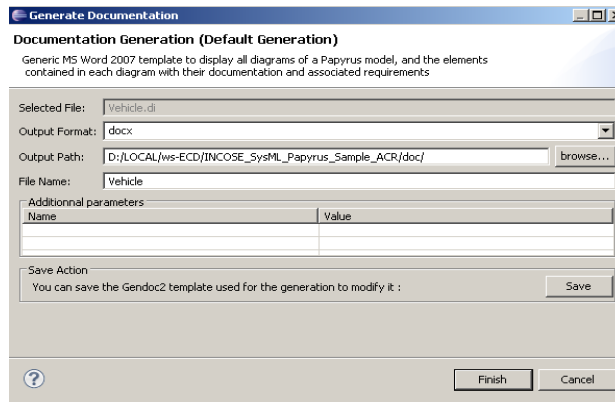 Generate Documentation
Documentation Generation (Default Generation)
Generic MS Word 2007 template to display all diagrams of a Papyrus model, and the elements
contained in each diagram with their documentation and associated requirements
Selected File: Vehicle.di
Output Format: docx
Output Path: D:/LOCAL/ws-ECD/INCOSE_SysML_Papyrus_Sample_ACR/doc/ browse...
File Name: Vehicle
Additionnal parameters
Name Value
Save Action
You can save the Gendoc2 template used for the generation to modify it : Save
? Finish Cancel